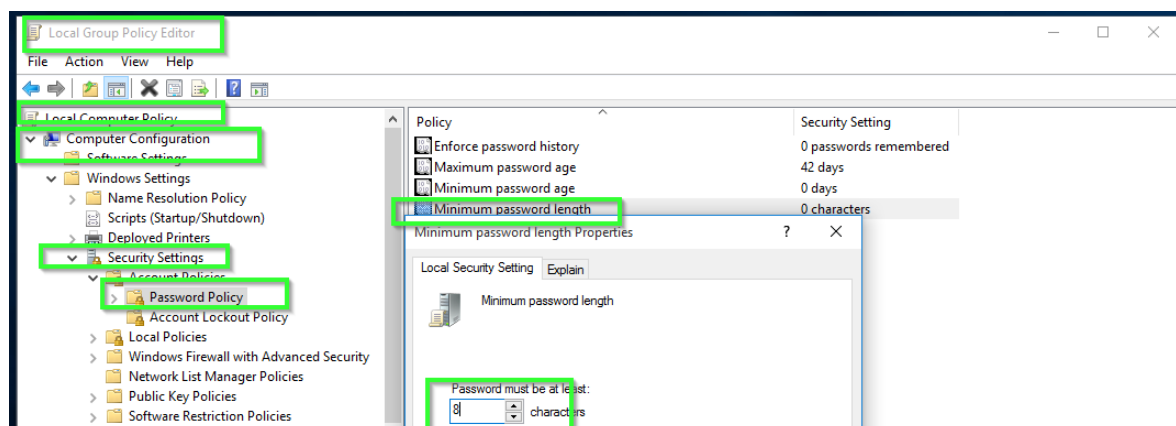 Local Group Policy Editor
File Action View Help
Local Computer Policy
Computer Configuration
Software Settings
Windows Settings
Name Resolution Policy
Scripts (Startup/Shutdown)
Deployed Printers
Security Settings
Account Policies
Password Policy
Account Lockout Policy
Local Policies
Windows Firewall with Advanced Security
Network List Manager Policies
Public Key Policies
Software Restriction Policies
Policy Security Setting
Enforce password history 0 passwords remembered
Maximum password age 42 days
Minimum password age 0 days
Minimum password length 0 characters
Minimum password length Properties ?
Local Security Setting Explain
Minimum password length
Password must be at least:
8 characters